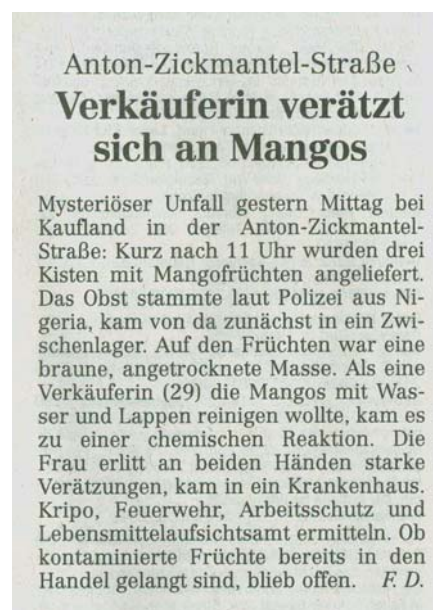 Anton-Zickmantel-Straße
Verkäuferin verätzt
sich an Mangos
Mysteriöser Unfall gestern Mittag bei
Kaufland in der Anton-Zickmantel-
Straße: Kurz nach 11 Uhr wurden drei
Kisten mit Mangofrüchten angeliefert.
Das Obst stammte laut Polizei aus Ni-
geria, kam von da zunächst in ein Zwi-
schenlager. Auf den Früchten war eine
braune, angetrocknete Masse. Als eine
Verkäuferin (29) die Mangos mit Was-
ser und Lappen reinigen wollte, kam es
zu einer chemischen Reaktion. Die
Frau erlitt an beiden Händen starke
Verätzungen, kam in ein Krankenhaus.
Kripo, Feuerwehr, Arbeitsschutz und
Lebensmittelaufsichtsamt ermitteln. Ob
kontaminierte Früchte bereits in den
Handel gelangt sind, blieb offen. F. D.